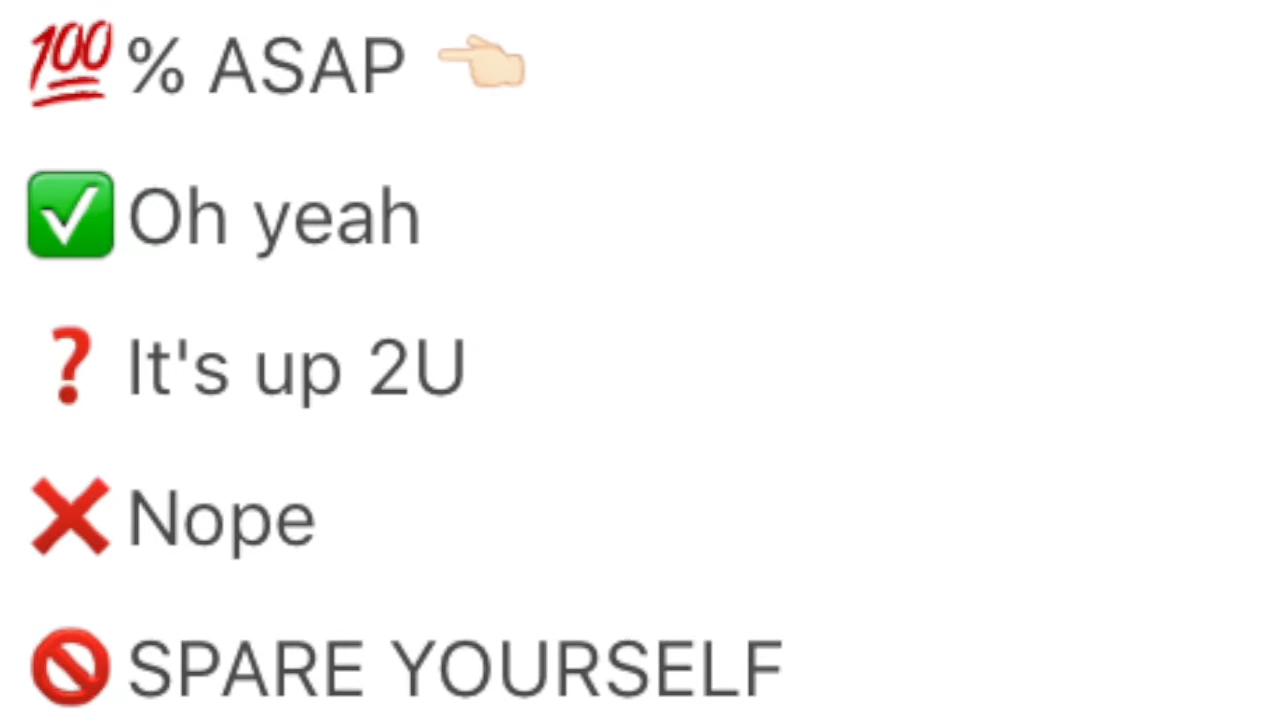 💯% ASAP 👈🏻
✅Oh yeah
❓It's up 2U
❌Nope
🚫SPARE YOURSELF